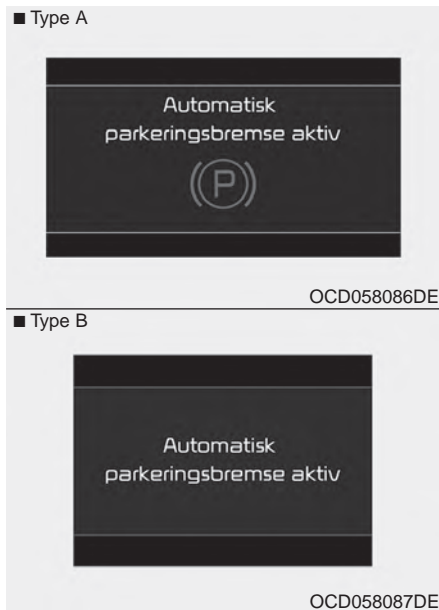 ■ Type A
Automatisk
parkeringsbremse aktiv
(P)
OCD058086DE
■ Type B
Automatisk
parkeringsbremse aktiv
OCD058087DE